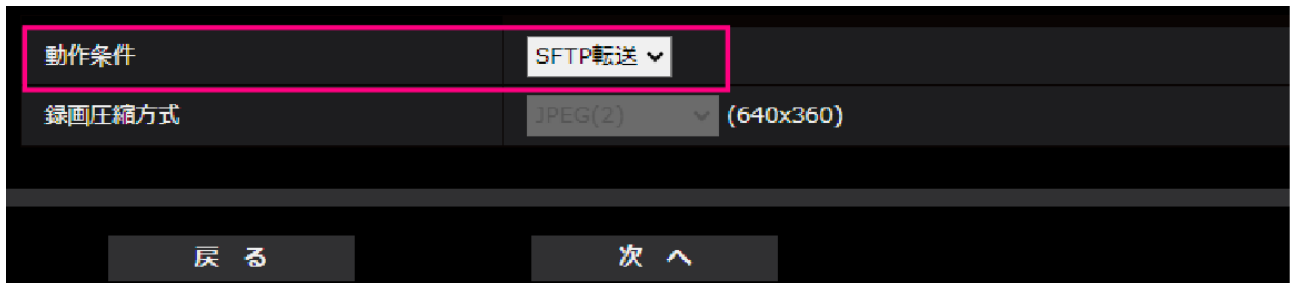 動作条件 SFTP転送
録画圧縮方式 JPEG(2) (640x360)
戻る 次へ